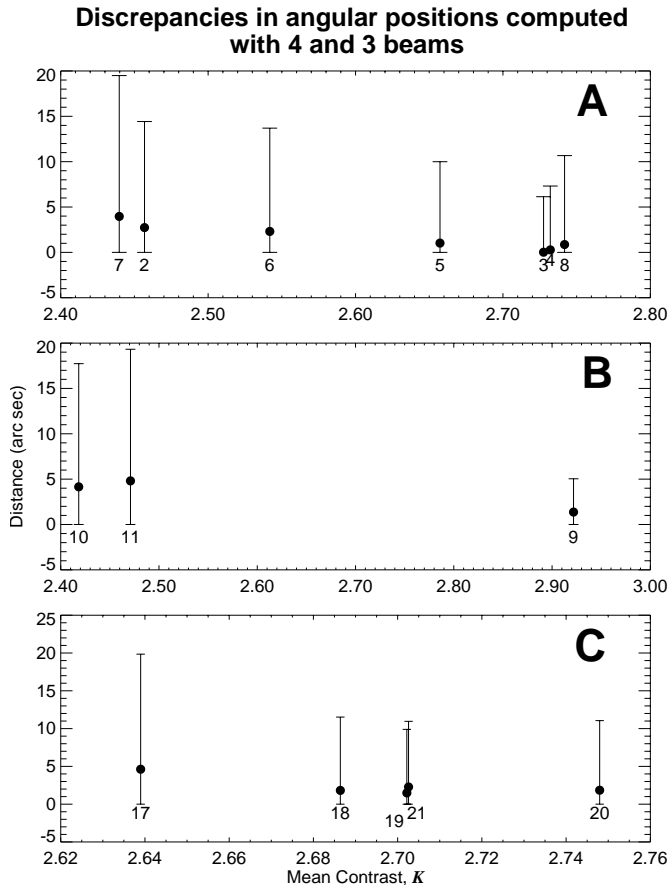 Discrepancies in angular positions computed
with 4 and 3 beams
A
20
15
10
5
0
-5
7 2 6 5 3 4 8
2.40 2.50 2.60 2.70 2.80
B
Distance (arc sec)
20
15
10
5
0
-5
10 11 9
2.40 2.50 2.60 2.70 2.80 2.90 3.00
C
25
20
15
10
5
0
-5
17 18 19 21 20
2.62 2.64 2.66 2.68 2.70 2.72 2.74 2.76
Mean Contrast, K